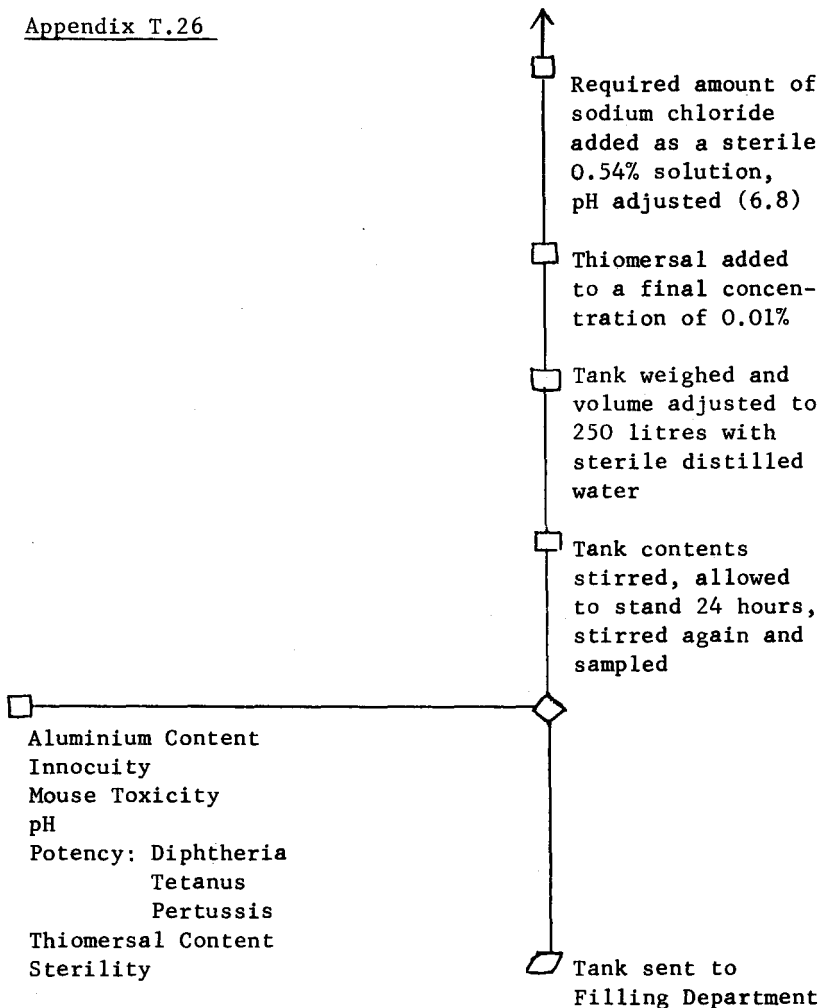 Appendix T.26
Required amount of
sodium chloride
added as a sterile
0.54% solution,
pH adjusted (6.8)
Thiomersal added
to a final concen-
tration of 0.01%
Tank weighed and
volume adjusted to
250 litres with
sterile distilled
water
Tank contents
stirred, allowed
to stand 24 hours,
stirred again and
sampled
Aluminium Content
Innocuity
Mouse Toxicity
pH
Potency: Diphtheria
Tetanus
Pertussis
Thiomersal Content
Sterility
Tank sent to
Filling Department